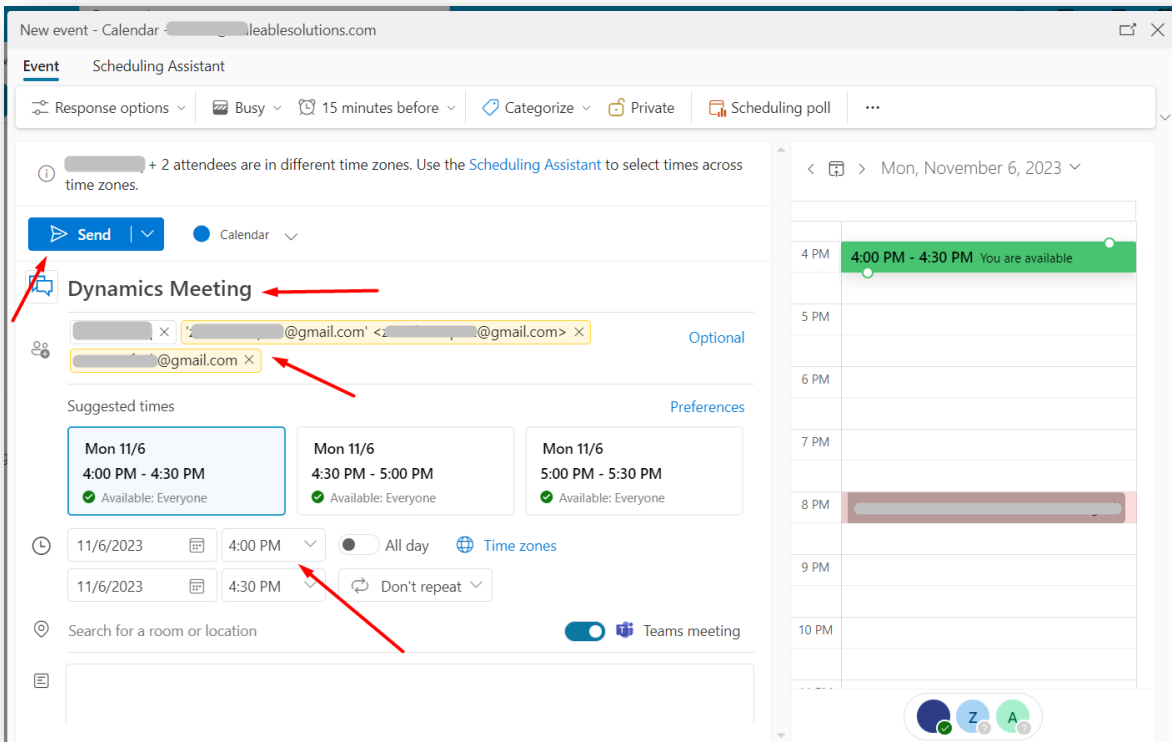 New event - Calendar - leablesolutions.com
Event Scheduling Assistant
Response options Busy 15 minutes before Categorize Private Scheduling poll ...
+ 2 attendees are in different time zones. Use the Scheduling Assistant to select times across
time zones.
Send Calendar
Dynamics Meeting
'z @gmail.com' <z @gmail.com>
Optional
@gmail.com
Suggested times Preferences
Mon 11/6 Mon 11/6 Mon 11/6
4:00 PM - 4:30 PM 4:30 PM - 5:00 PM 5:00 PM - 5:30 PM
Available: Everyone Available: Everyone Available: Everyone
11/6/2023 4:00 PM All day Time zones
11/6/2023 4:30 PM Don't repeat
Search for a room or location Teams meeting
Mon, November 6, 2023
4 PM 4:00 PM - 4:30 PM You are available
5 PM
6 PM
7 PM
8 PM
9 PM
10 PM
Z A